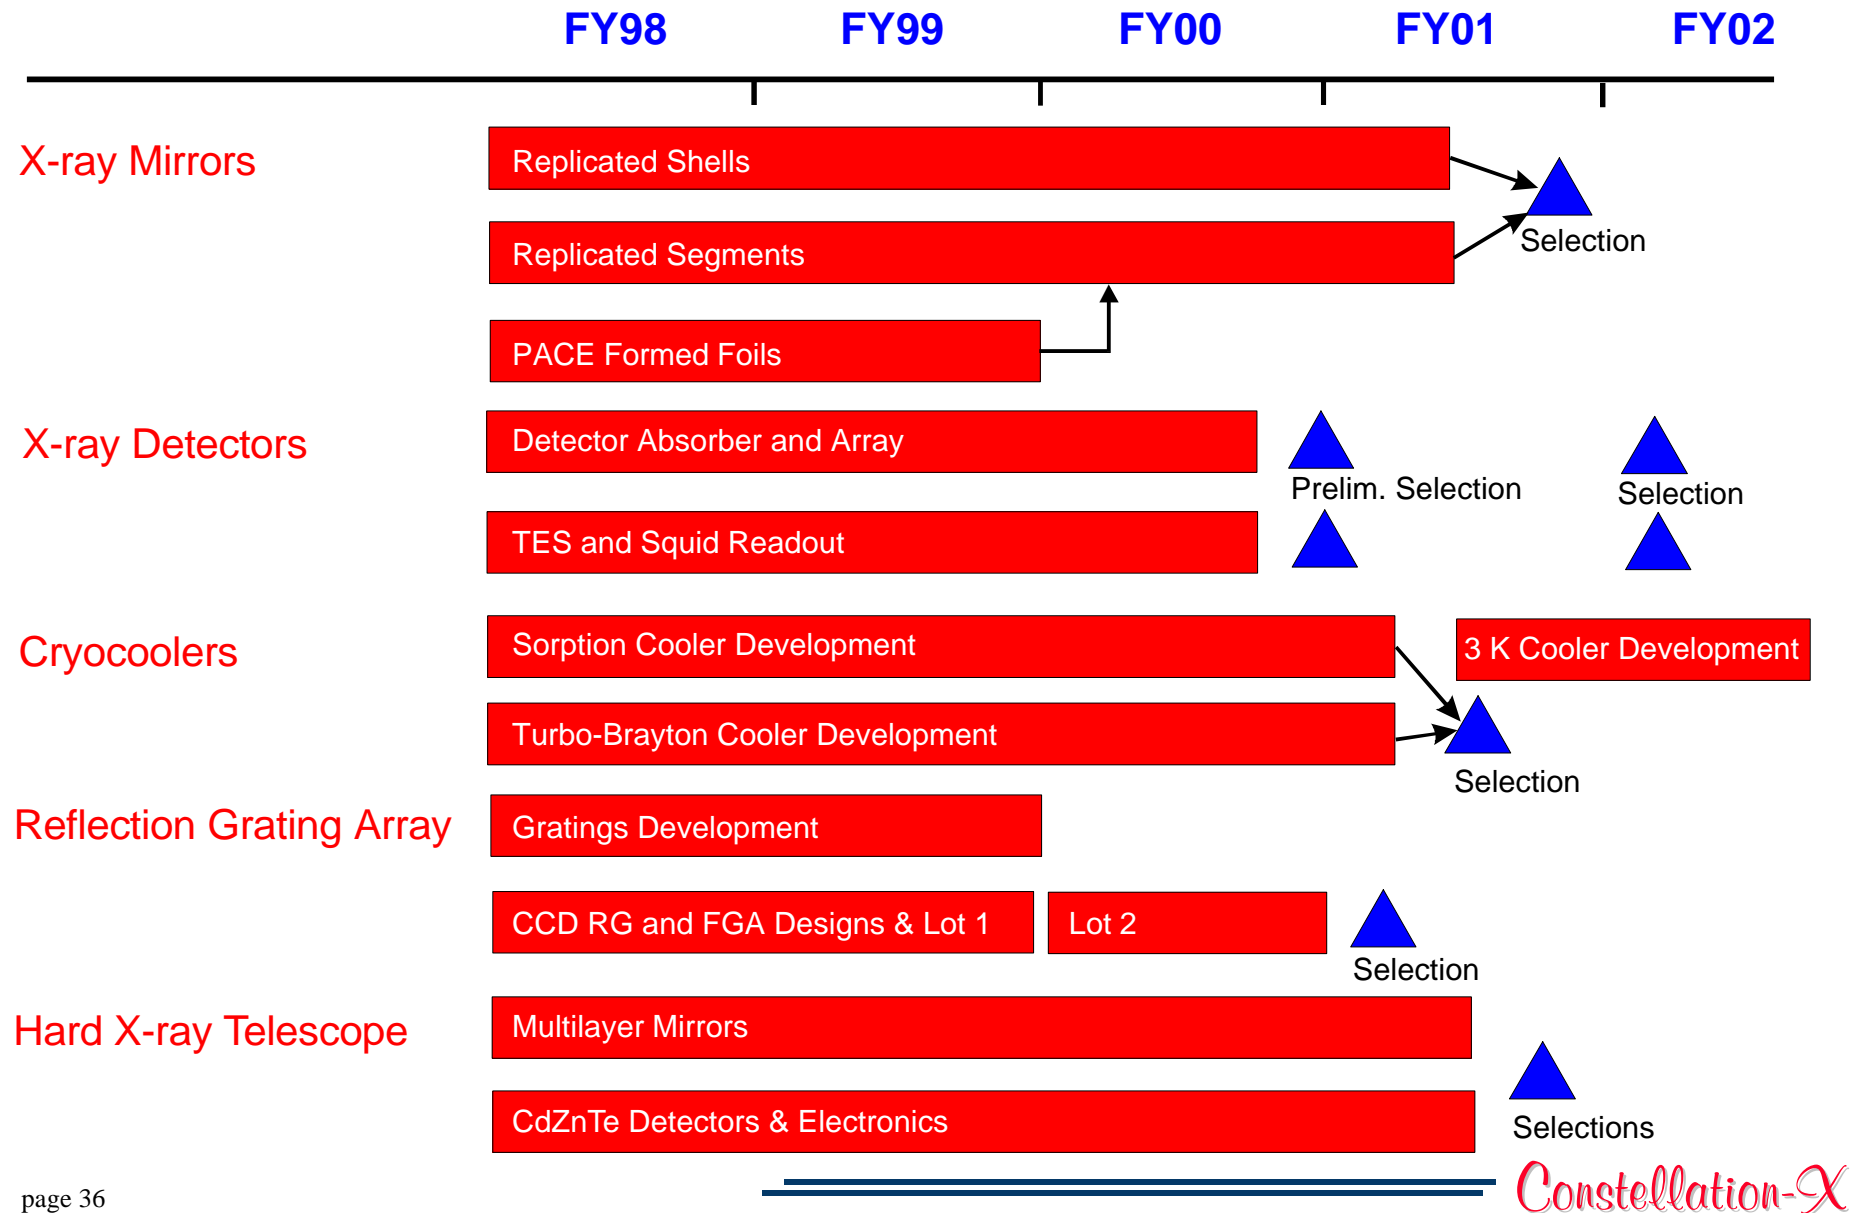 FY98 FY99 FY00 FY01 FY02
X-ray Mirrors
Replicated Shells
Replicated Segments
Selection
PACE Formed Foils
X-ray Detectors
Detector Absorber and Array
Prelim. Selection
Selection
TES and Squid Readout
Cryocoolers
Sorption Cooler Development
3 K Cooler Development
Turbo-Brayton Cooler Development
Selection
Reflection Grating Array
Gratings Development
CCD RG and FGA Designs & Lot 1
Lot 2
Selection
Hard X-ray Telescope
Multilayer Mirrors
CdZnTe Detectors & Electronics
Selections
page 36
Constellation-X